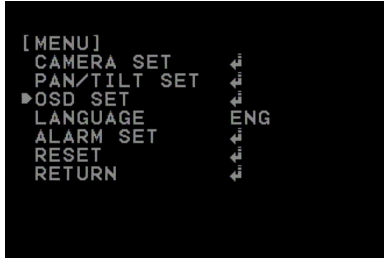 [MENU]
CAMERA SET ↲
PAN/TILT SET ↲
OSD SET ↲
LANGUAGE ENG
ALARM SET ↲
RESET ↲
RETURN ↲